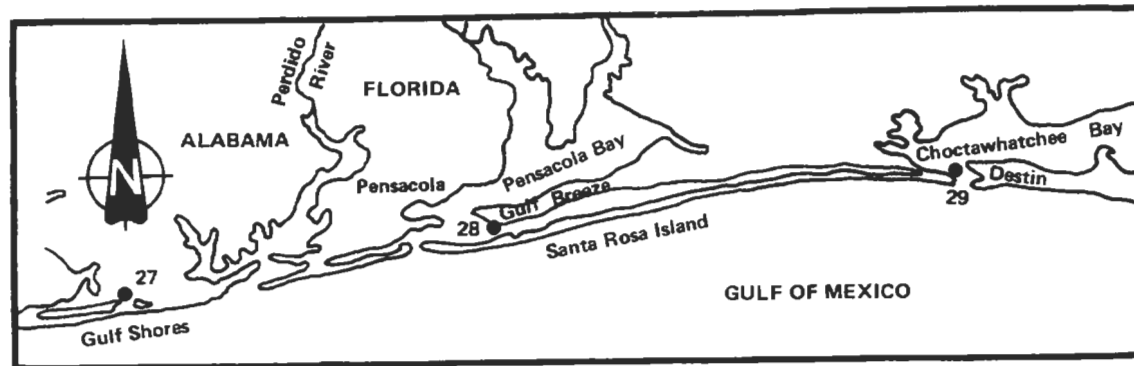 Perdido
River
FLORIDA
ALABAMA
N
Pensacola
Pensacola Bay
Gulf Breeze
28
Santa Rosa Island
Choctawhatchee Bay
Destin
29
27
Gulf Shores
GULF OF MEXICO